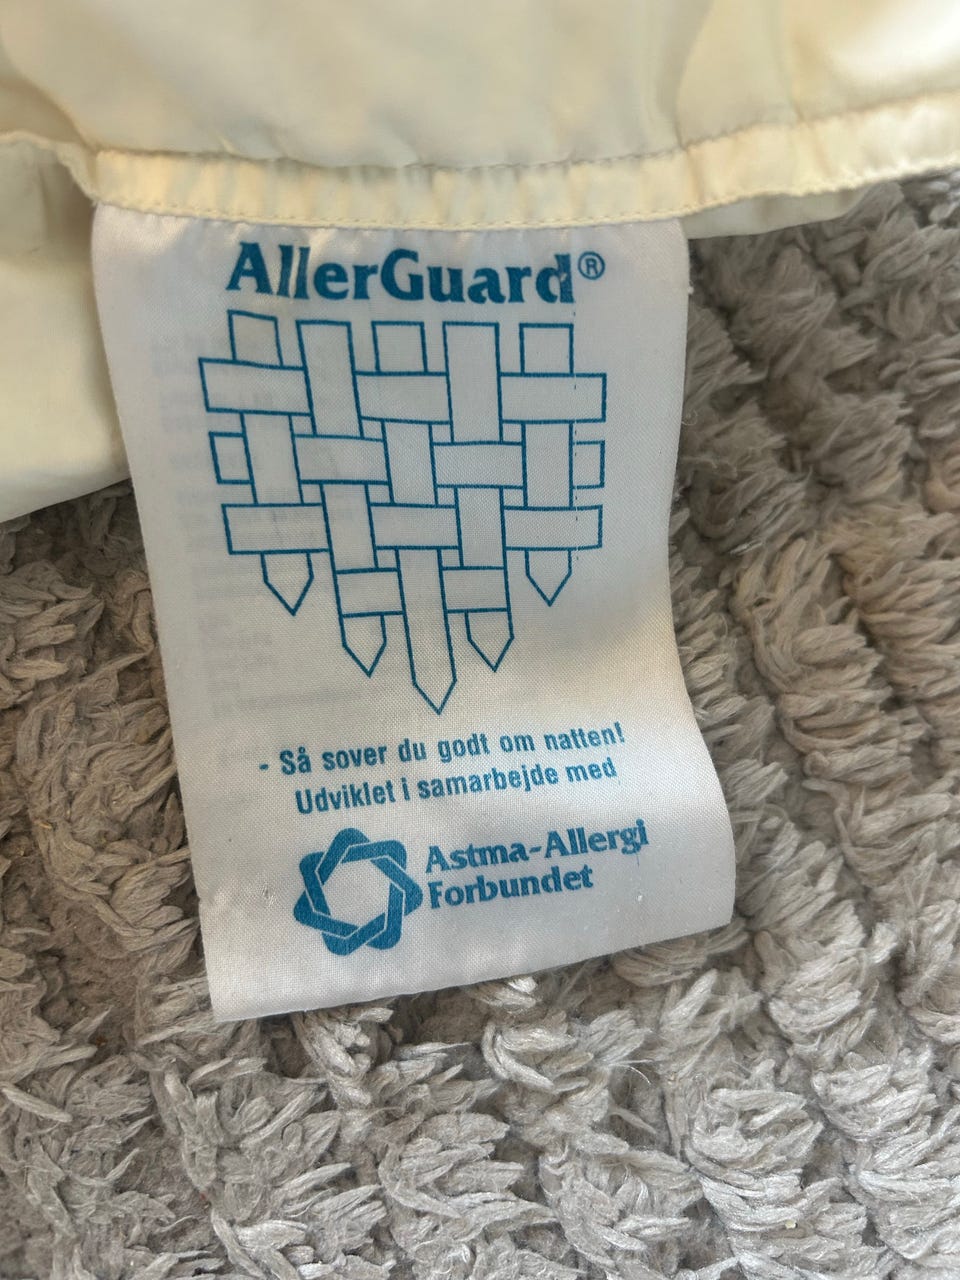 AllerGuard®
- Så sover du godt om natten!
Udviklet i samarbejde med
Astma-Allergi
Forbundet